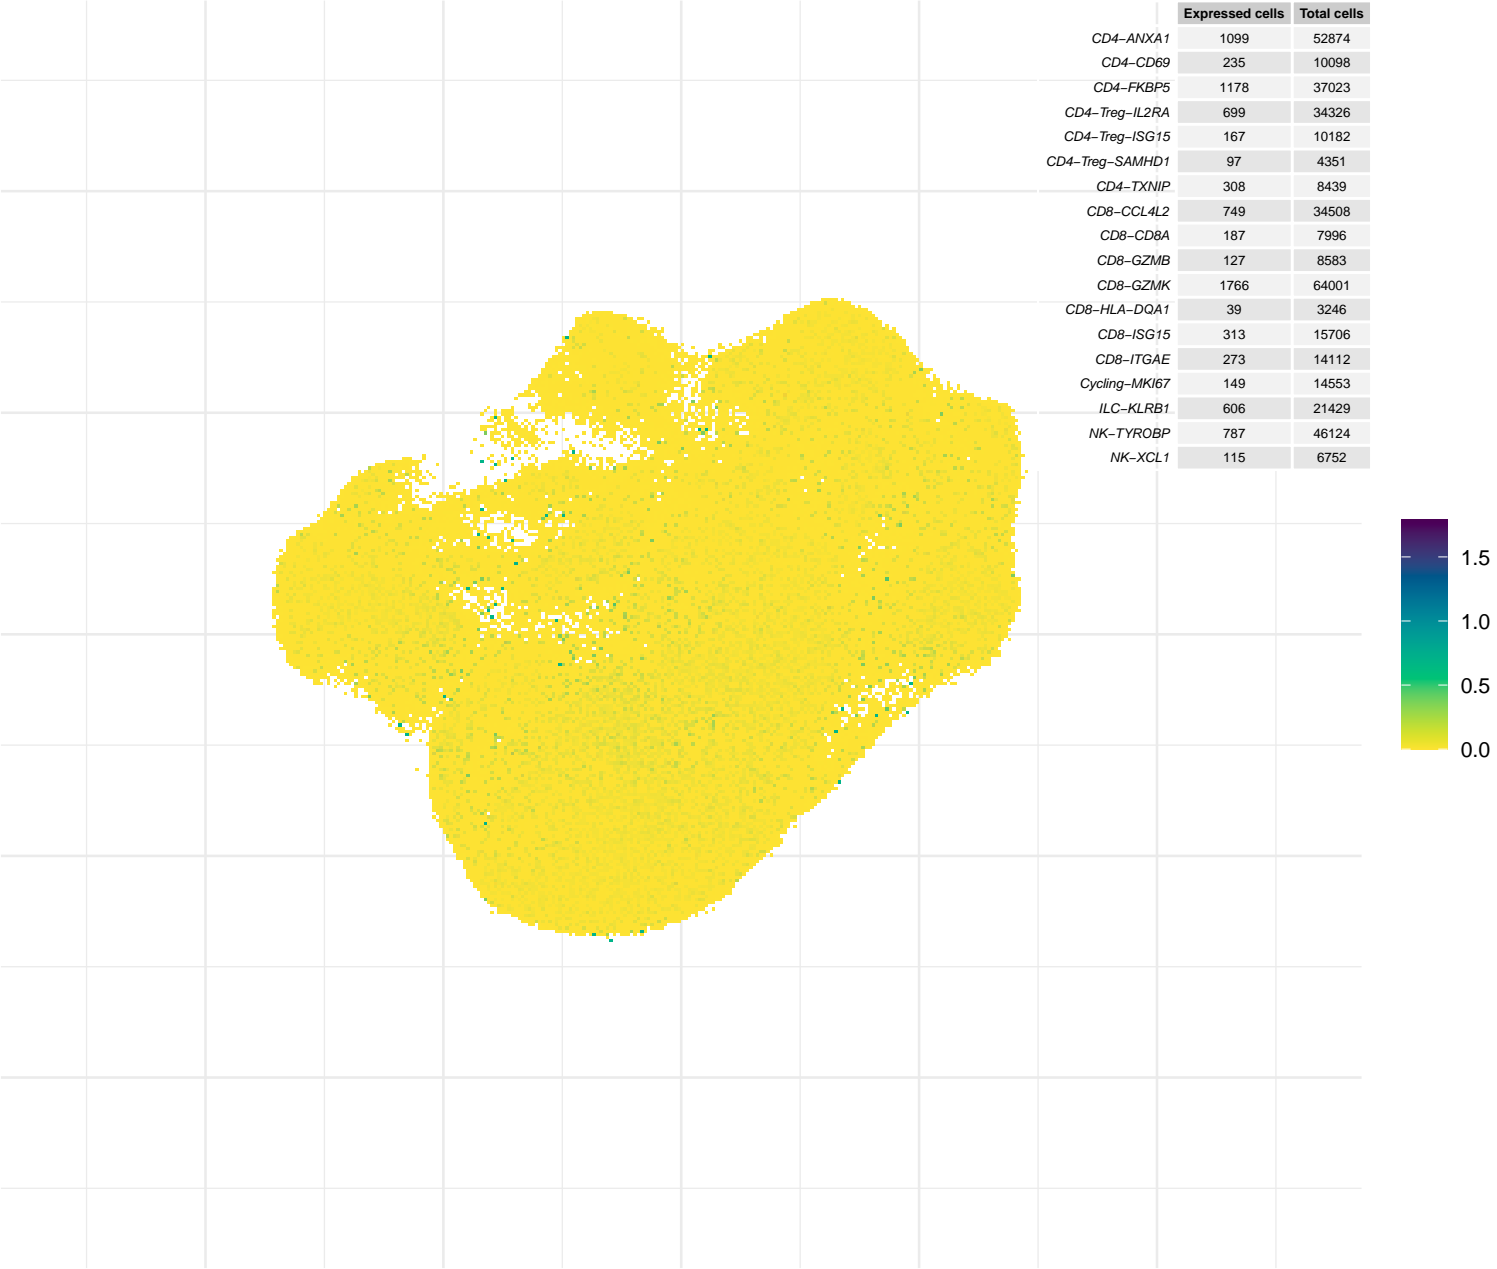 Expressed cells Total cells
CD4−ANXA1 1099 52874
CD4−CD69 235 10098
CD4−FKBP5 1178 37023
CD4−Treg−IL2RA 699 34326
CD4−Treg−ISG15 167 10182
CD4−Treg−SAMHD1 97 4351
CD4−TXNIP 308 8439
CD8−CCL4L2 749 34508
CD8−CD8A 187 7996
CD8−GZMB 127 8583
CD8−GZMK 1766 64001
CD8−HLA−DQA1 39 3246
CD8−ISG15 313 15706
CD8−ITGAE 273 14112
Cycling−MKI67 149 14553
ILC−KLRB1 606 21429
NK−TYROBP 787 46124
NK−XCL1 115 6752
1.5
1.0
0.5
0.0